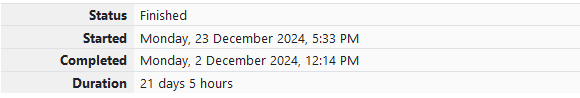 Status Finished
Started Monday, 23 December 2024, 5:33 PM
Completed Monday, 2 December 2024, 12:14 PM
Duration 21 days 5 hours